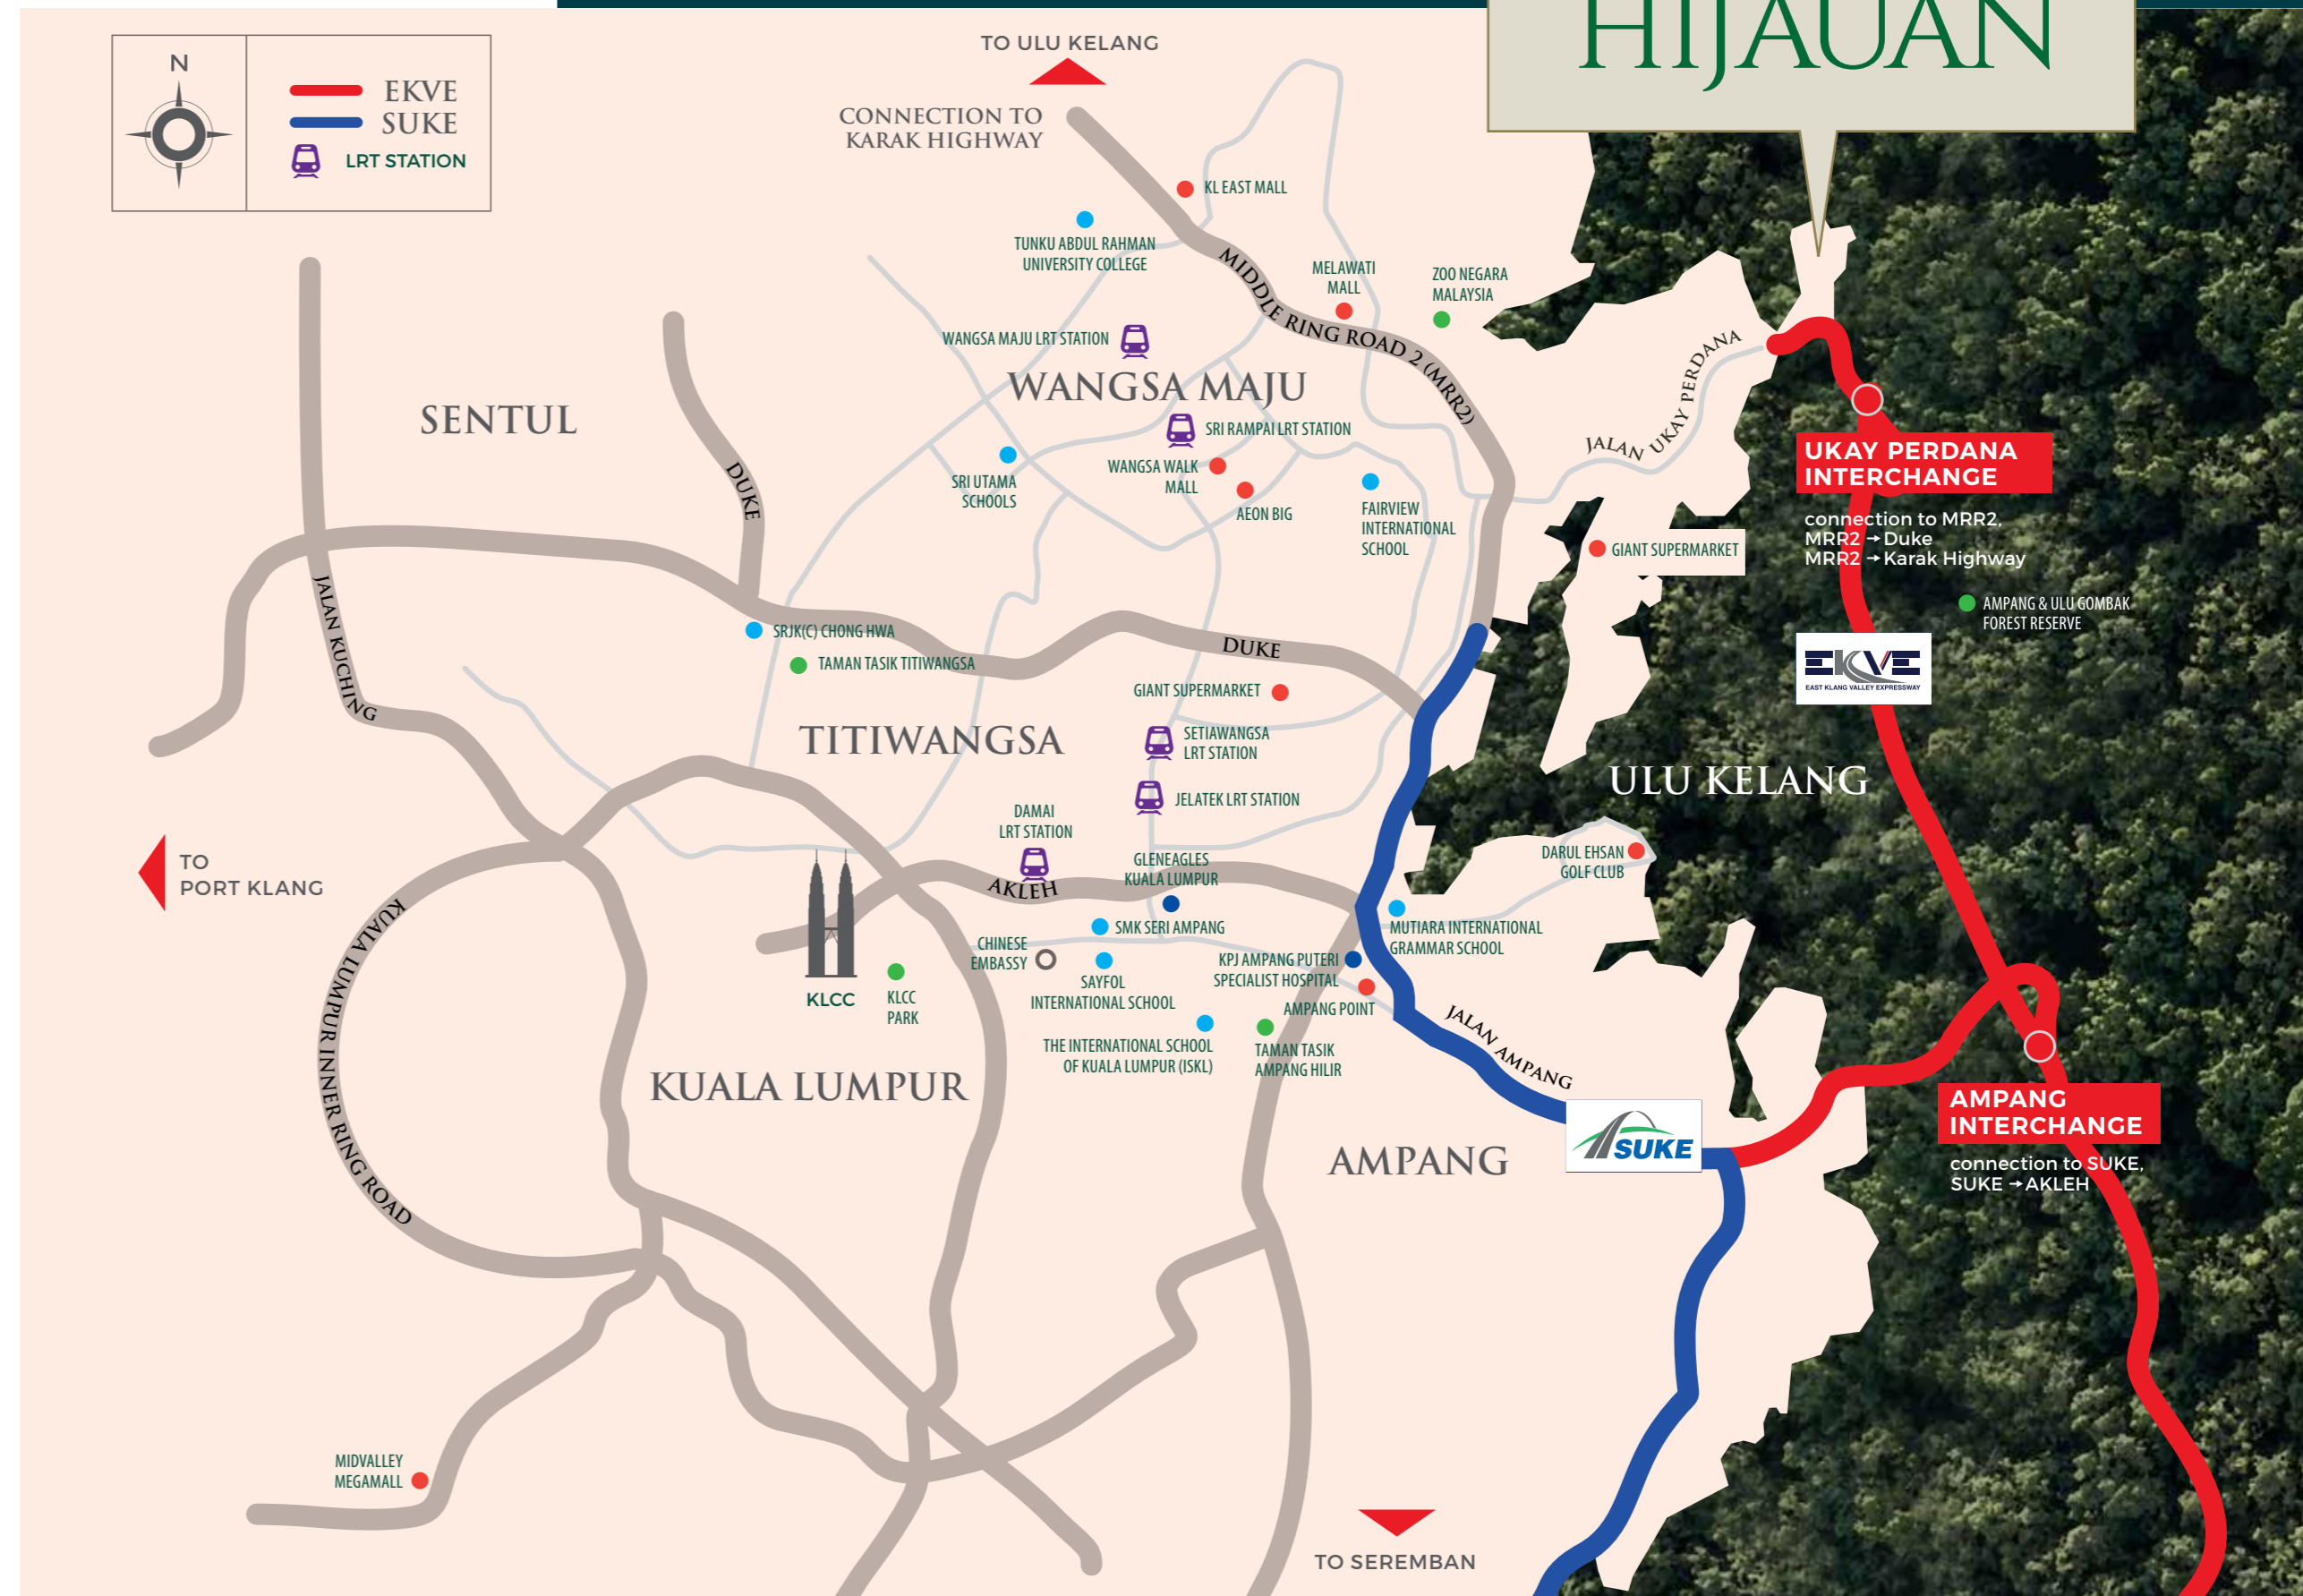 HIJAUAN
N
EKVE
SUKE
LRT STATION
TO ULU KELANG
CONNECTION TO
KARAK HIGHWAY
KL EAST MALL
TUNKU ABDUL RAHMAN
UNIVERSITY COLLEGE
MIDDLE RING ROAD 2 (MRR2)
MELAWATI
MALL
ZOO NEGARA
MALAYSIA
WANGSA MAJU LRT STATION
WANGSA MAJU
SENTUL
JALAN UKAY PERDANA
SRI RAMPAI LRT STATION
UKAY PERDANA
INTERCHANGE
connection to MRR2,
MRR2 → Duke
MRR2 → Karak Highway
WANGSA WALK
MALL
SRI UTAMA
SCHOOLS
DUKE
AEON BIG
FAIRVIEW
INTERNATIONAL
SCHOOL
GIANT SUPERMARKET
AMPANG & ULU GOMBAK
FOREST RESERVE
JALAN KUCHING
SRJK(C) CHONG HWA
TAMAN TASIK TITIWANGSA
DUKE
EKVE
EAST KLANG VALLEY EXPRESSWAY
GIANT SUPERMARKET
TITIWANGSA
SETIAWANGSA
LRT STATION
ULU KELANG
JELATEK LRT STATION
DAMAI
LRT STATION
TO
PORT KLANG
GLENEAGLES
KUALA LUMPUR
AKLEH
DARUL EHSAN
GOLF CLUB
KUALA LUMPUR INNER RING ROAD
SMK SERI AMPANG
MUTIARA INTERNATIONAL
GRAMMAR SCHOOL
CHINESE
EMBASSY
KPJ AMPANG PUTERI
SPECIALIST HOSPITAL
SAYFOL
INTERNATIONAL SCHOOL
KLCC
KLCC
PARK
AMPANG POINT
JALAN AMPANG
THE INTERNATIONAL SCHOOL
OF KUALA LUMPUR (ISKL)
TAMAN TASIK
AMPANG HILIR
KUALA LUMPUR
AMPANG
INTERCHANGE
connection to SUKE,
SUKE → AKLEH
SUKE
AMPANG
MIDVALLEY
MEGAMALL
TO SEREMBAN